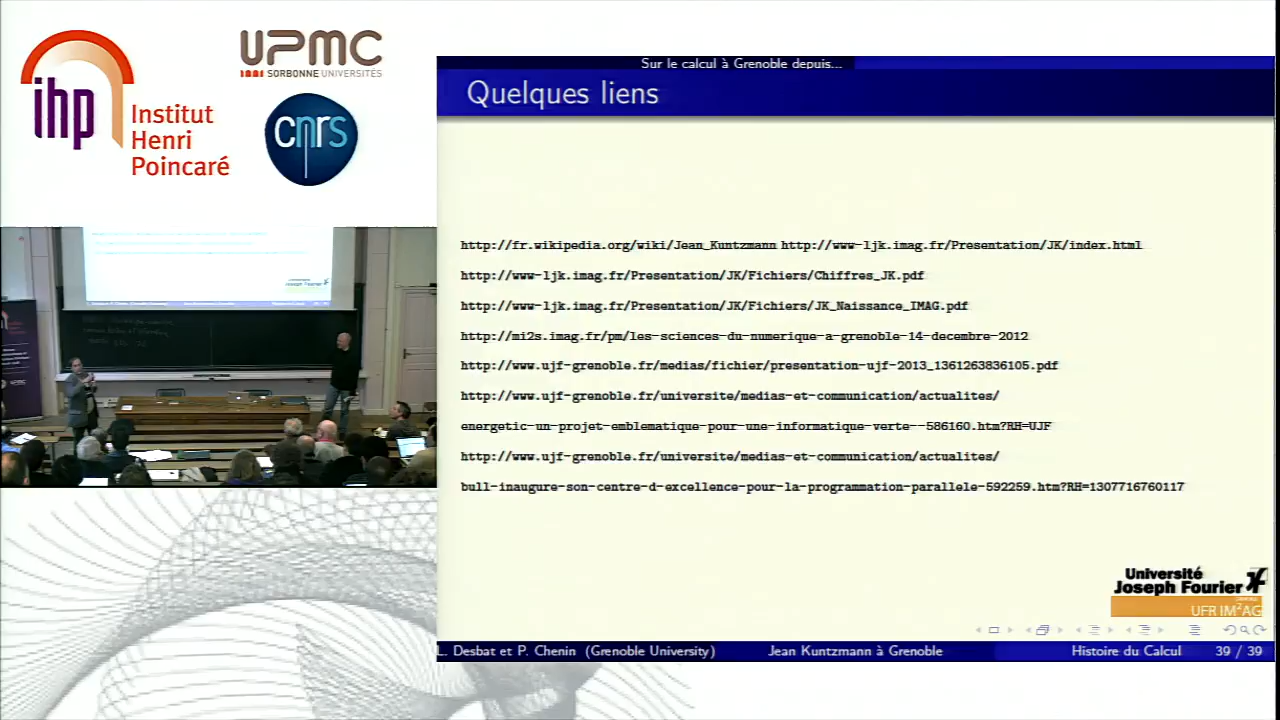 ihp
Institut
Henri
Poincaré
UPMC
SORBONNE UNIVERSITÉS
cnrs
Sur le calcul à Grenoble depuis...
Quelques liens
http://fr.wikipedia.org/wiki/Jean_Kuntzmann http://www-ljk.imag.fr/Presentation/JK/index.html
http://www-ljk.imag.fr/Presentation/JK/Fichiers/Chiffres_JK.pdf
http://www-ljk.imag.fr/Presentation/JK/Fichiers/JK_Naissance_IMAG.pdf
http://mi2s.imag.fr/pm/les-sciences-du-numerique-a-grenoble-14-decembre-2012
http://www.ujf-grenoble.fr/medias/fichier/presentation-ujf-2013_1361263836105.pdf
http://www.ujf-grenoble.fr/universite/medias-et-communication/actualites/
energetic-un-projet-emblematique-pour-une-informatique-verte--586160.htm?RH=UJF
http://www.ujf-grenoble.fr/universite/medias-et-communication/actualites/
bull-inaugure-son-centre-d-excellence-pour-la-programmation-parallele-592259.htm?RH=1307716760117
Université
Joseph Fourier
UFR IM²AG
L. Desbat et P. Chenin (Grenoble University) Jean Kuntzmann à Grenoble Histoire du Calcul 39 / 39